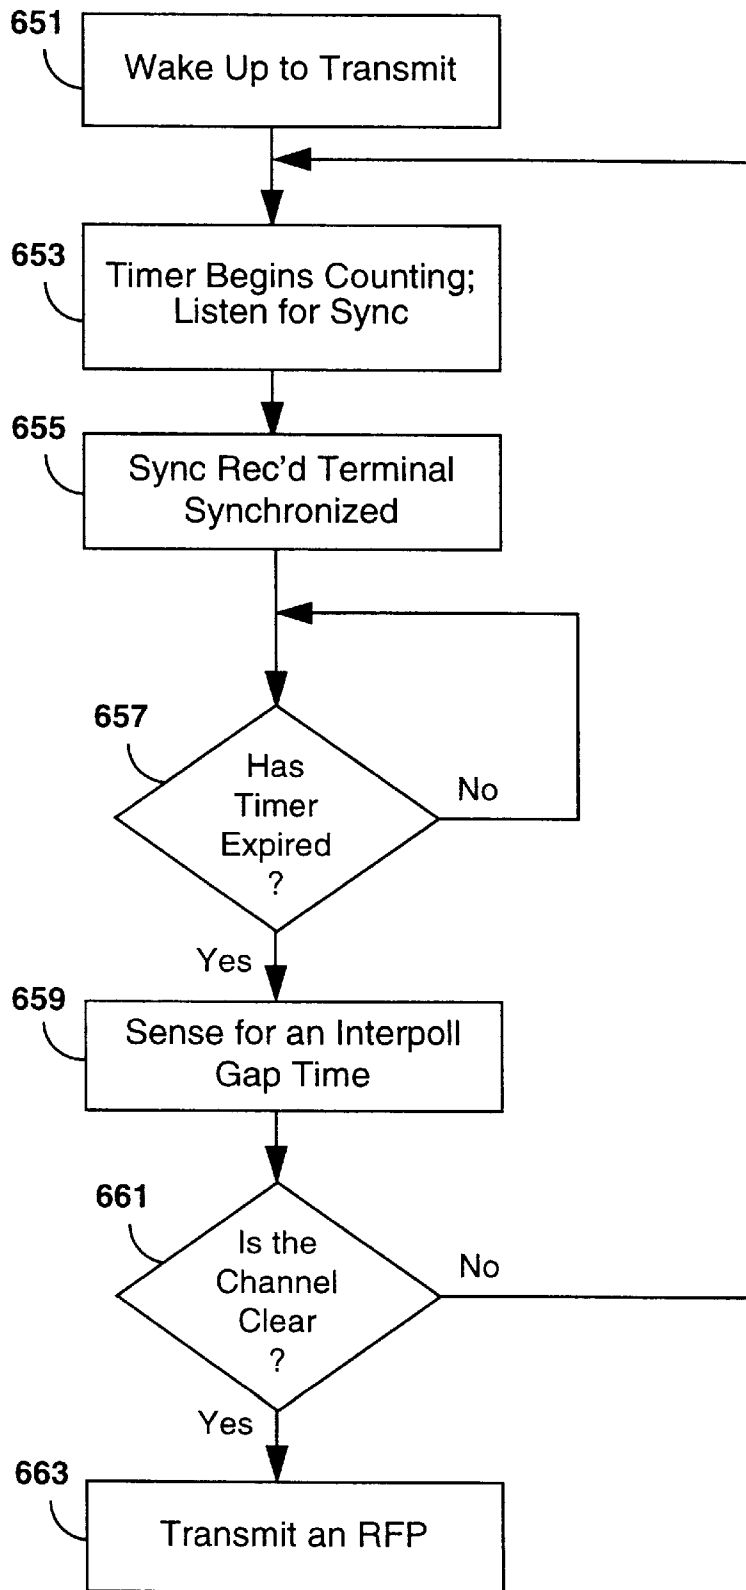 651
Wake Up to Transmit
653
Timer Begins Counting;
Listen for Sync
655
Sync Rec'd Terminal
Synchronized
657
Has
Timer
Expired
?
No
Yes
659
Sense for an Interpoll
Gap Time
661
Is the
Channel
Clear
?
No
Yes
663
Transmit an RFP